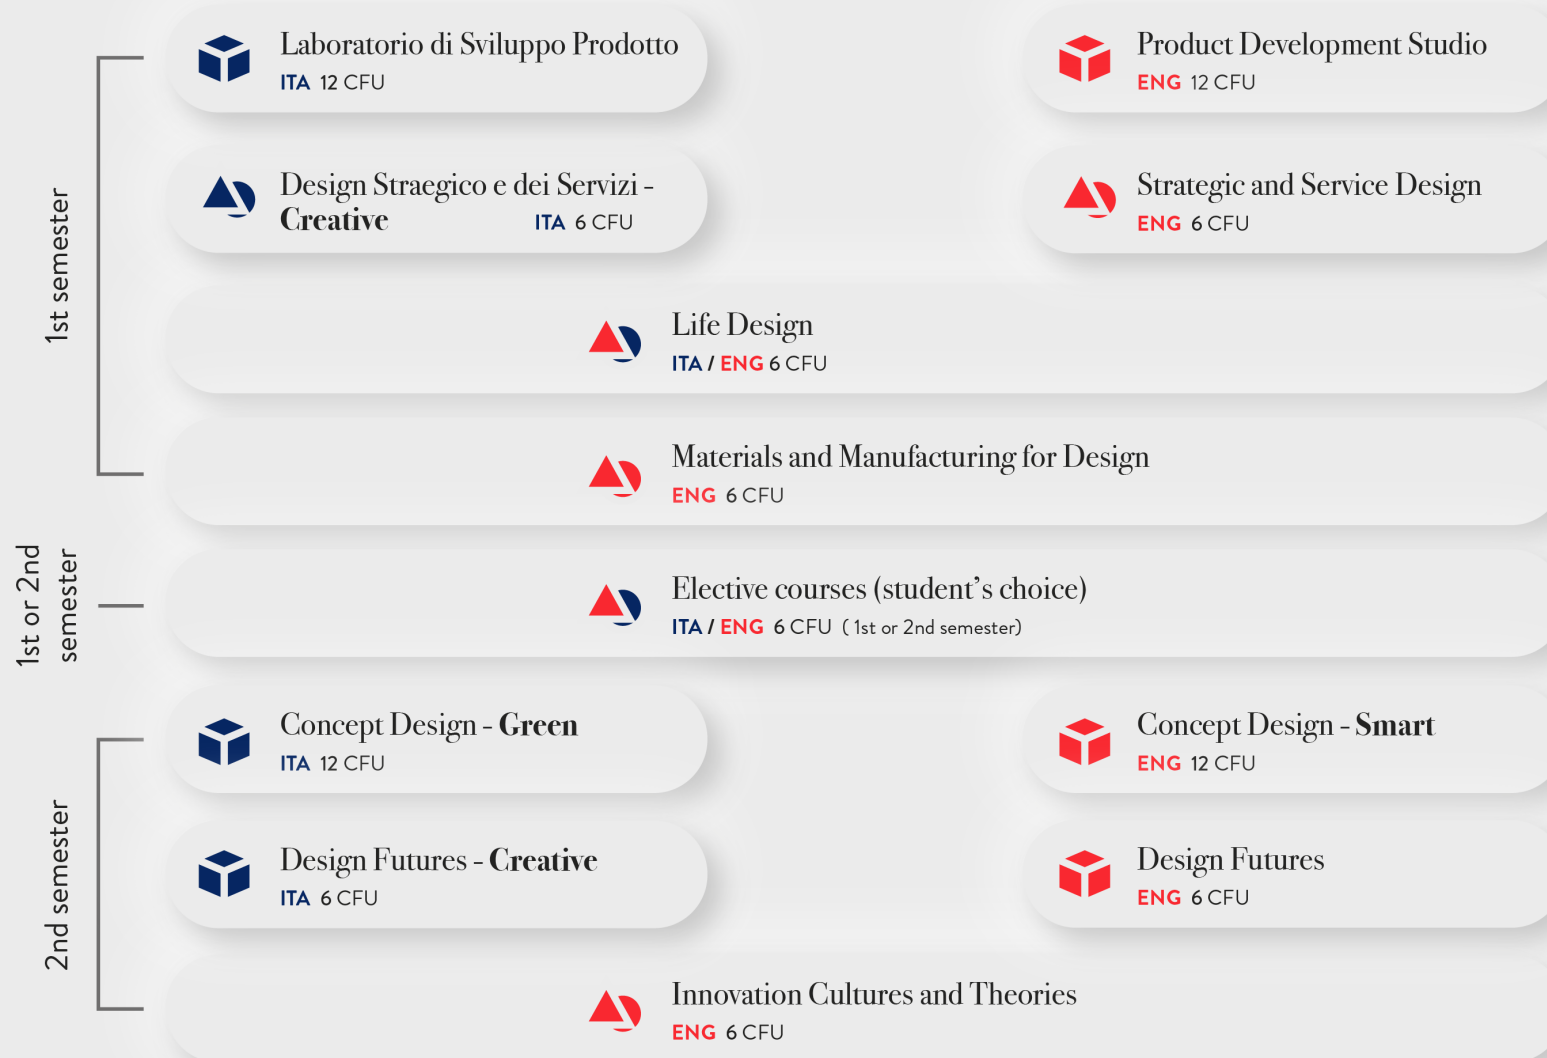 1st semester
Laboratorio di Sviluppo Prodotto
ITA 12 CFU
Product Development Studio
ENG 12 CFU
Design Straegico e dei Servizi -
Creative ITA 6 CFU
Strategic and Service Design
ENG 6 CFU
Life Design
ITA / ENG 6 CFU
Materials and Manufacturing for Design
ENG 6 CFU
1st or 2nd
semester
Elective courses (student’s choice)
ITA / ENG 6 CFU ( 1st or 2nd semester)
2nd semester
Concept Design - Green
ITA 12 CFU
Concept Design - Smart
ENG 12 CFU
Design Futures - Creative
ITA 6 CFU
Design Futures
ENG 6 CFU
Innovation Cultures and Theories
ENG 6 CFU